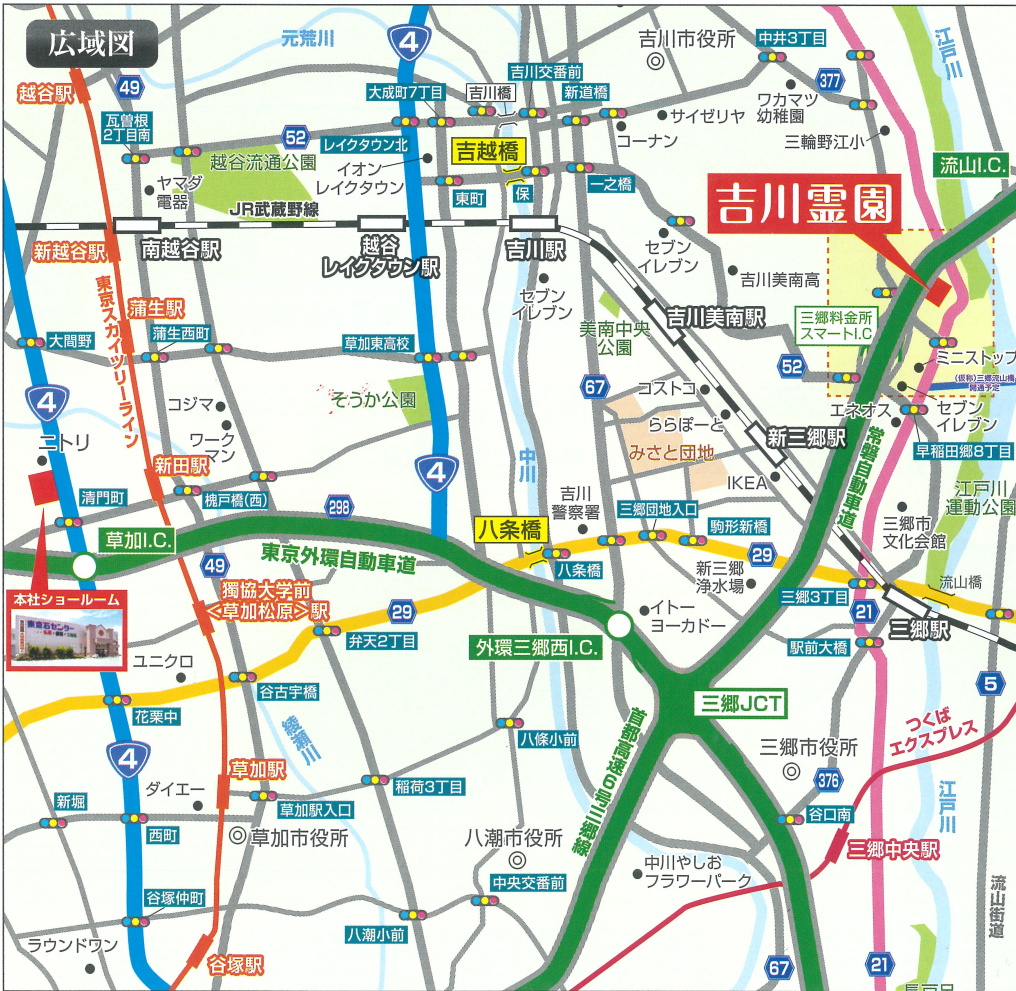 広域図
元荒川
4
吉川市役所
中井3丁目
江戸川
越谷駅
49
大成町7丁目
吉川橋
吉川交番前
新道橋
377
ワカマツ
幼稚園
瓦曽根
2丁目南
52
レイクタウン北
サイゼリヤ
コーナン
三輪野江小
越谷流通公園
イオン
レイクタウン
吉越橋
流山I.C.
ヤマダ
電器
東町
保
一之橋
吉川霊園
JR武蔵野線
新越谷駅
南越谷駅
越谷
レイクタウン駅
吉川駅
セブン
イレブン
吉川美南高
東京スカイツリーライン
蒲生駅
セブン
イレブン
美南中央
公園
吉川美南駅
三郷料金所
スマートI.C
大間野
蒲生西町
草加東高校
52
ミニストップ
(仮称)三郷流山橋
開通予定
4
そうか公園
67
コストコ
ららぽーと
エネオス
セブン
イレブン
コジマ
ワーク
マン
ニトリ
新三郷駅
早稲田郷8丁目
みさと団地
常磐自動車道
新田駅
4
中川
IKEA
江戸川
運動公園
清門町
槐戸橋(西)
298
吉川
警察署
三郷団地入口
駒形新橋
三郷市
文化会館
草加I.C.
八条橋
東京外環自動車道
八条橋
29
49
新三郷
浄水場
流山橋
獨協大学前
<草加松原>駅
本社ショールーム
東京石センター
29
イトー
ヨーカドー
三郷3丁目
21
三郷駅
弁天2丁目
外環三郷西I.C.
駅前大橋
ユニクロ
谷古宇橋
5
花栗中
三郷JCT
綾瀬川
八條小前
首都高速6号三郷線
つくば
エクスプレス
4
三郷市役所
草加駅
376
ダイエー
稲荷3丁目
江戸川
新堀
西町
草加駅入口
草加市役所
八潮市役所
谷口南
三郷中央駅
中川やしお
フラワーパーク
中央交番前
谷塚仲町
流山街道
八潮小前
ラウンドワン
谷塚駅
67
21